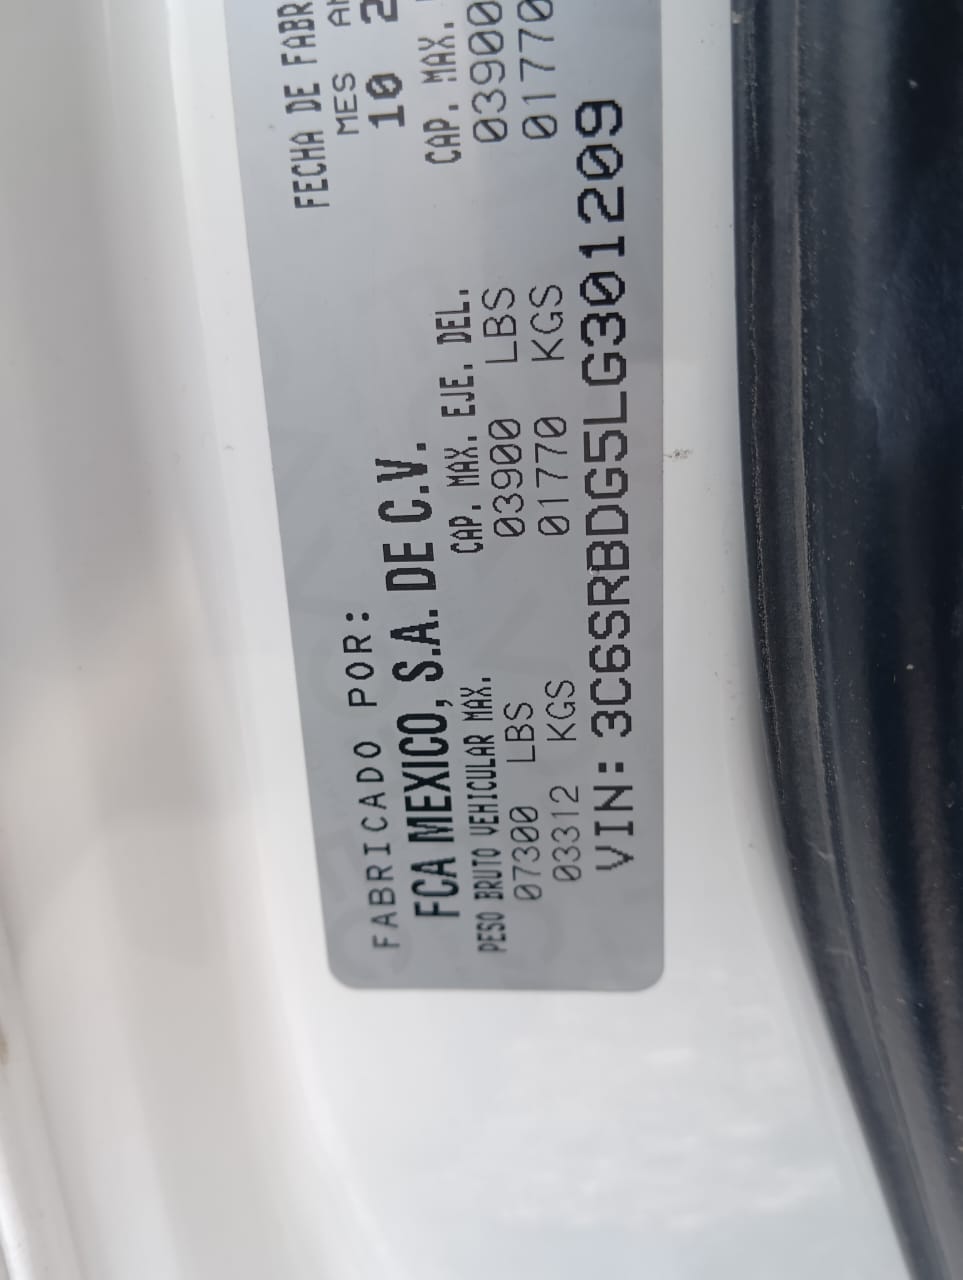 FABRICADO POR:
FCA MEXICO, S.A. DE C.V.
FECHA DE FABR
MES
10 2
PESO BRUTO VEHICULAR MAX.
07300 LBS
03312 KGS
CAP. MAX. EJE. DEL.
03900 LBS
01770 KGS
CAP. MAX.
03900
01770
VIN: 3C6SRBDG5LG301209